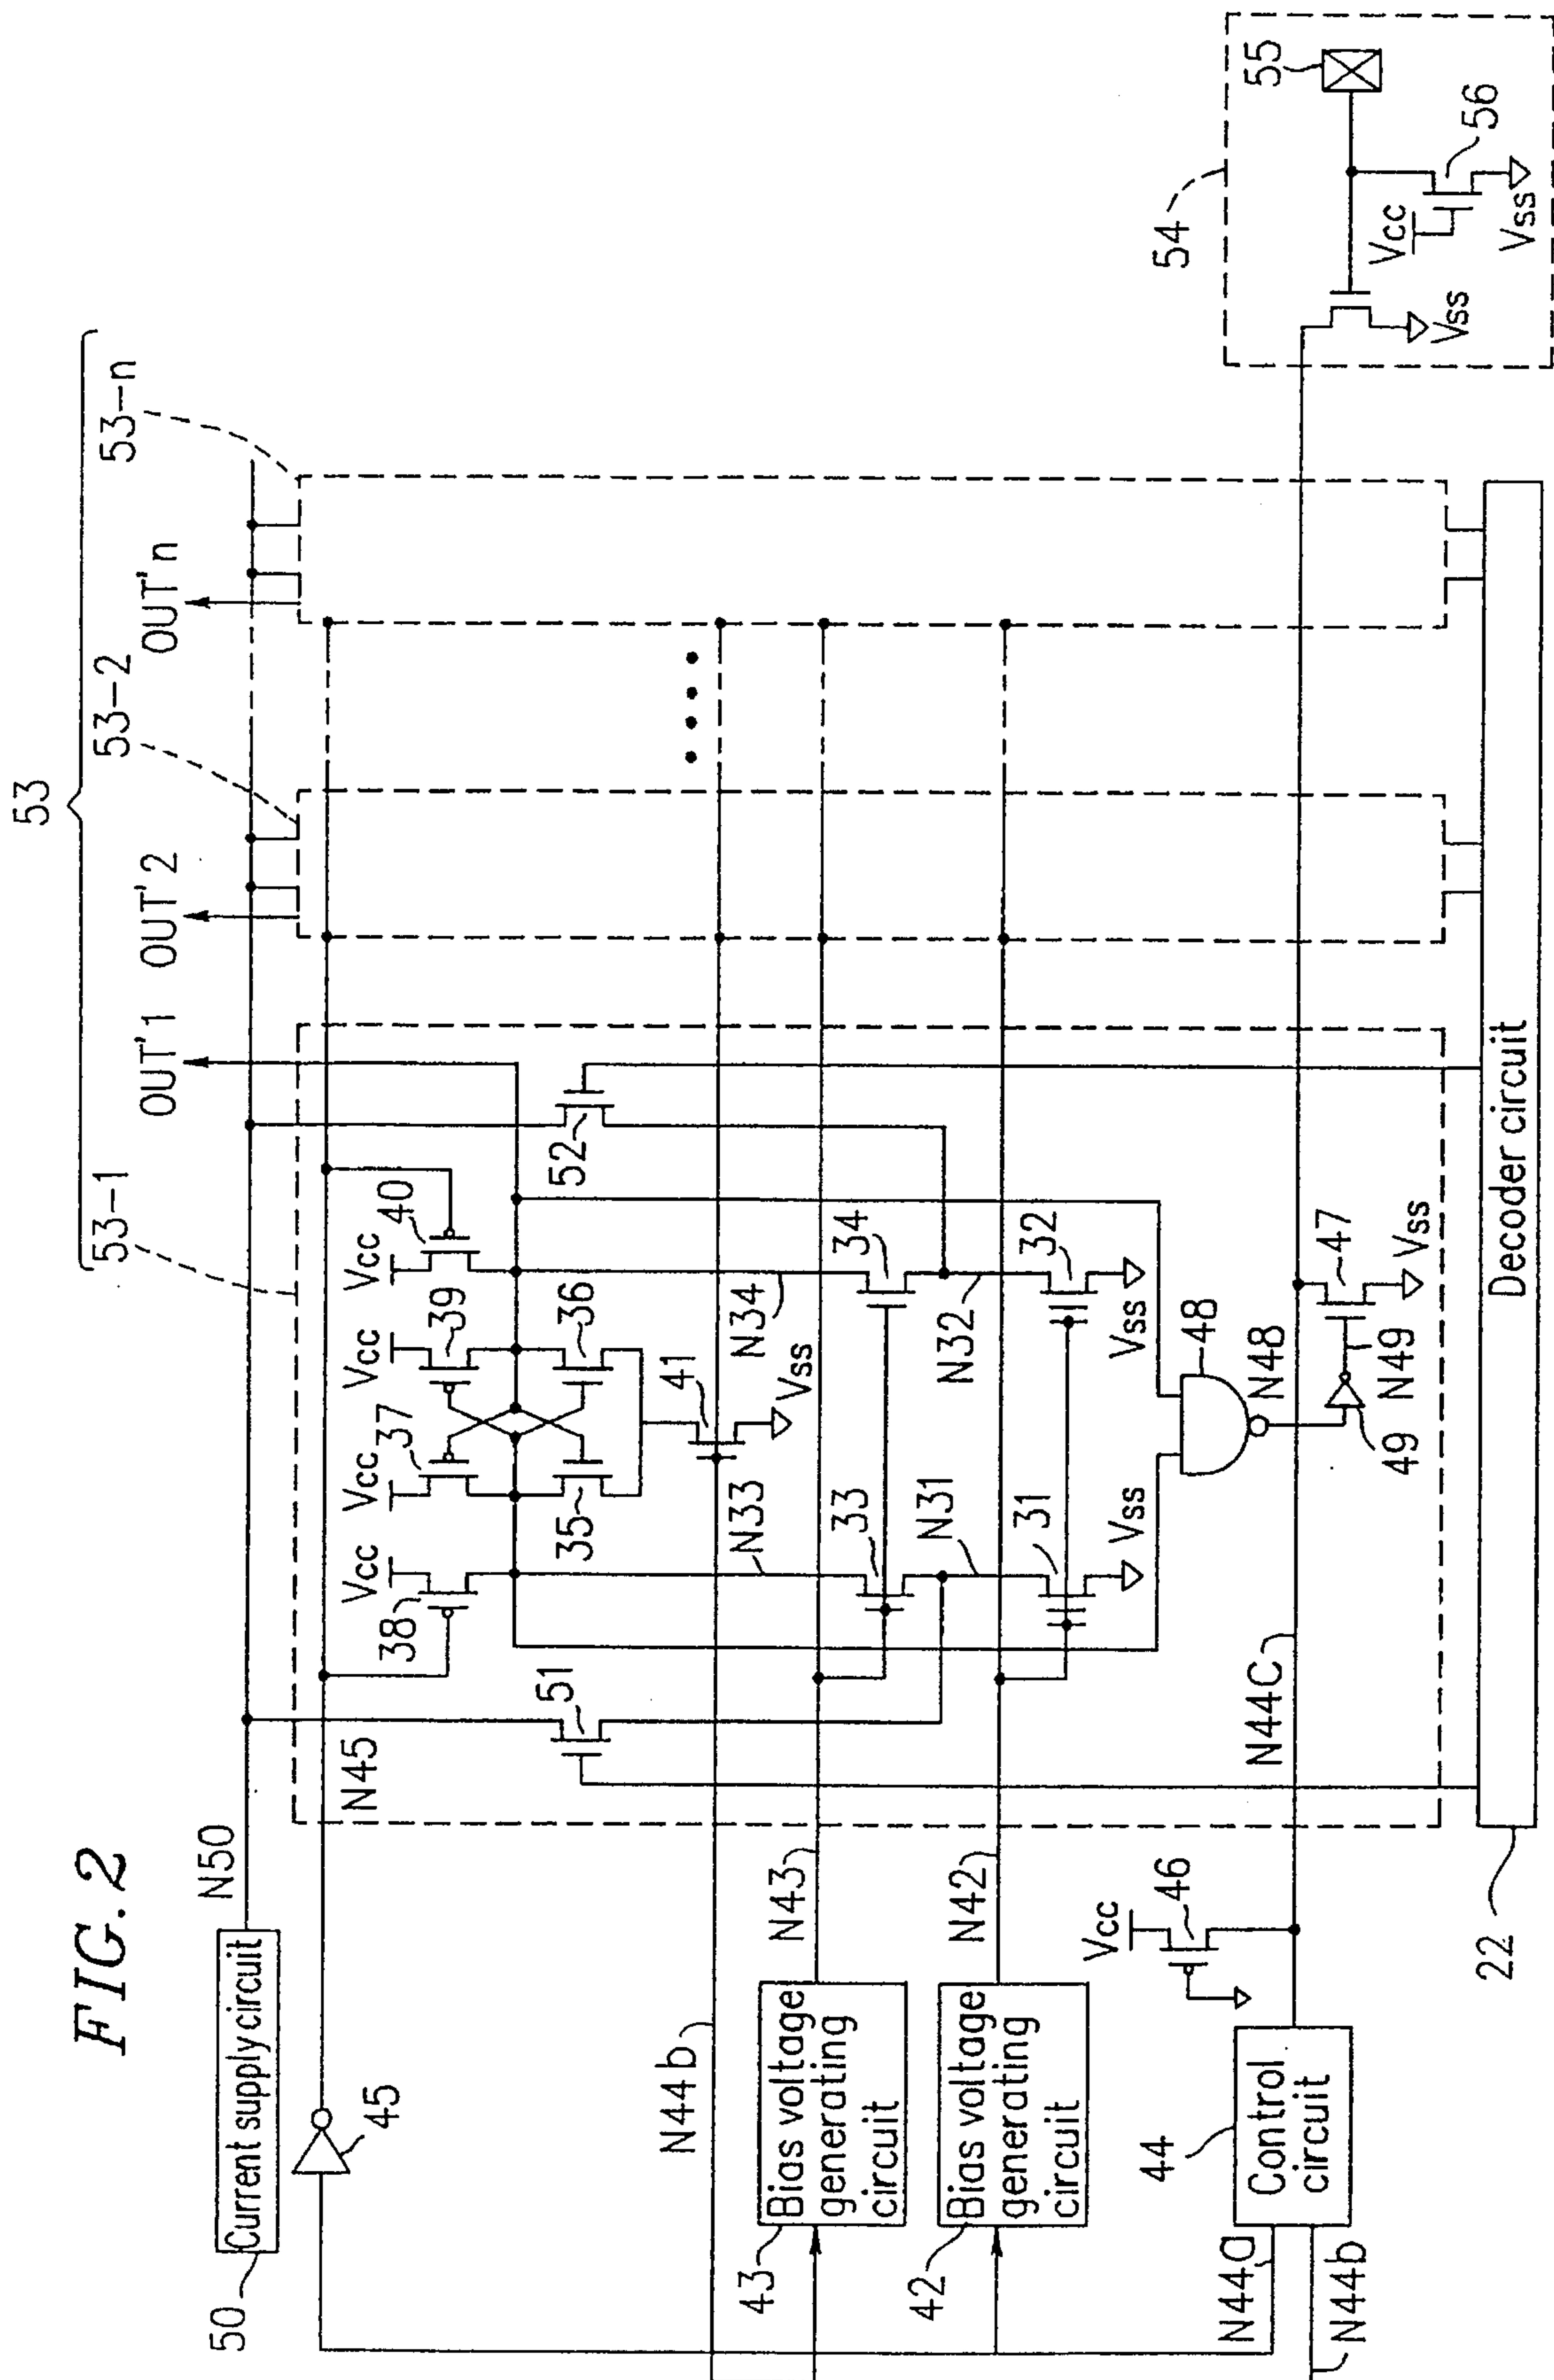 FIG. 2
53
53-1
53-2
53-n
OUT'1
OUT'2
OUT'n
50
Current supply circuit
N50
45
N45
Vcc
38
Vcc
37
Vcc
39
Vcc
40
35
36
41
Vss
51
52
N44b
N33
N34
43
Bias voltage
generating
circuit
N43
33
34
N31
N32
42
Bias voltage
generating
circuit
N42
31
32
Vss
Vss
48
N48
49
N49
47
Vss
44
Control
circuit
N44a
N44b
Vcc
46
N44C
22
Decoder circuit
54
55
56
Vcc
Vss
Vss